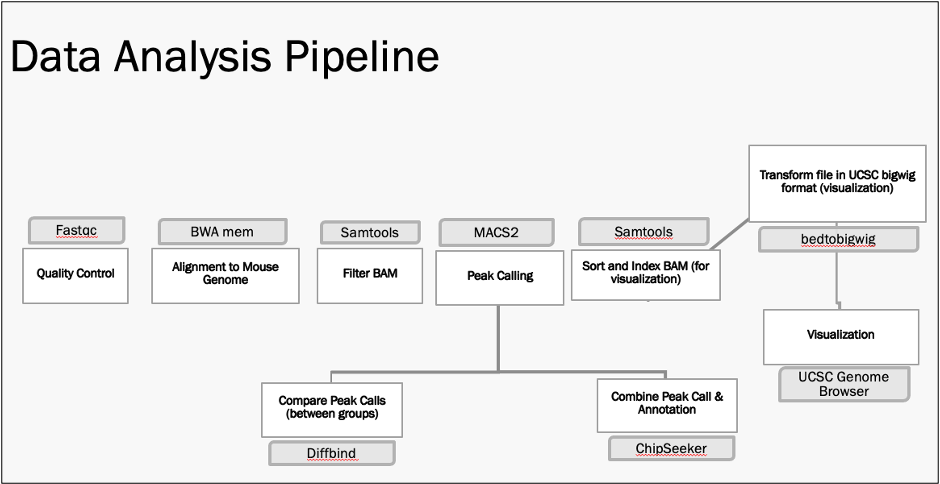 Data Analysis Pipeline
Transform file in UCSC bigwig
format (visualization)
bedtobigwig
Fastqc
BWA mem
Samtools
MACS2
Samtools
Quality Control
Alignment to Mouse
Genome
Filter BAM
Peak Calling
Sort and Index BAM (for
visualization)
Visualization
UCSC Genome
Browser
Compare Peak Calls
(between groups)
Diffbind
Combine Peak Call &
Annotation
ChipSeeker